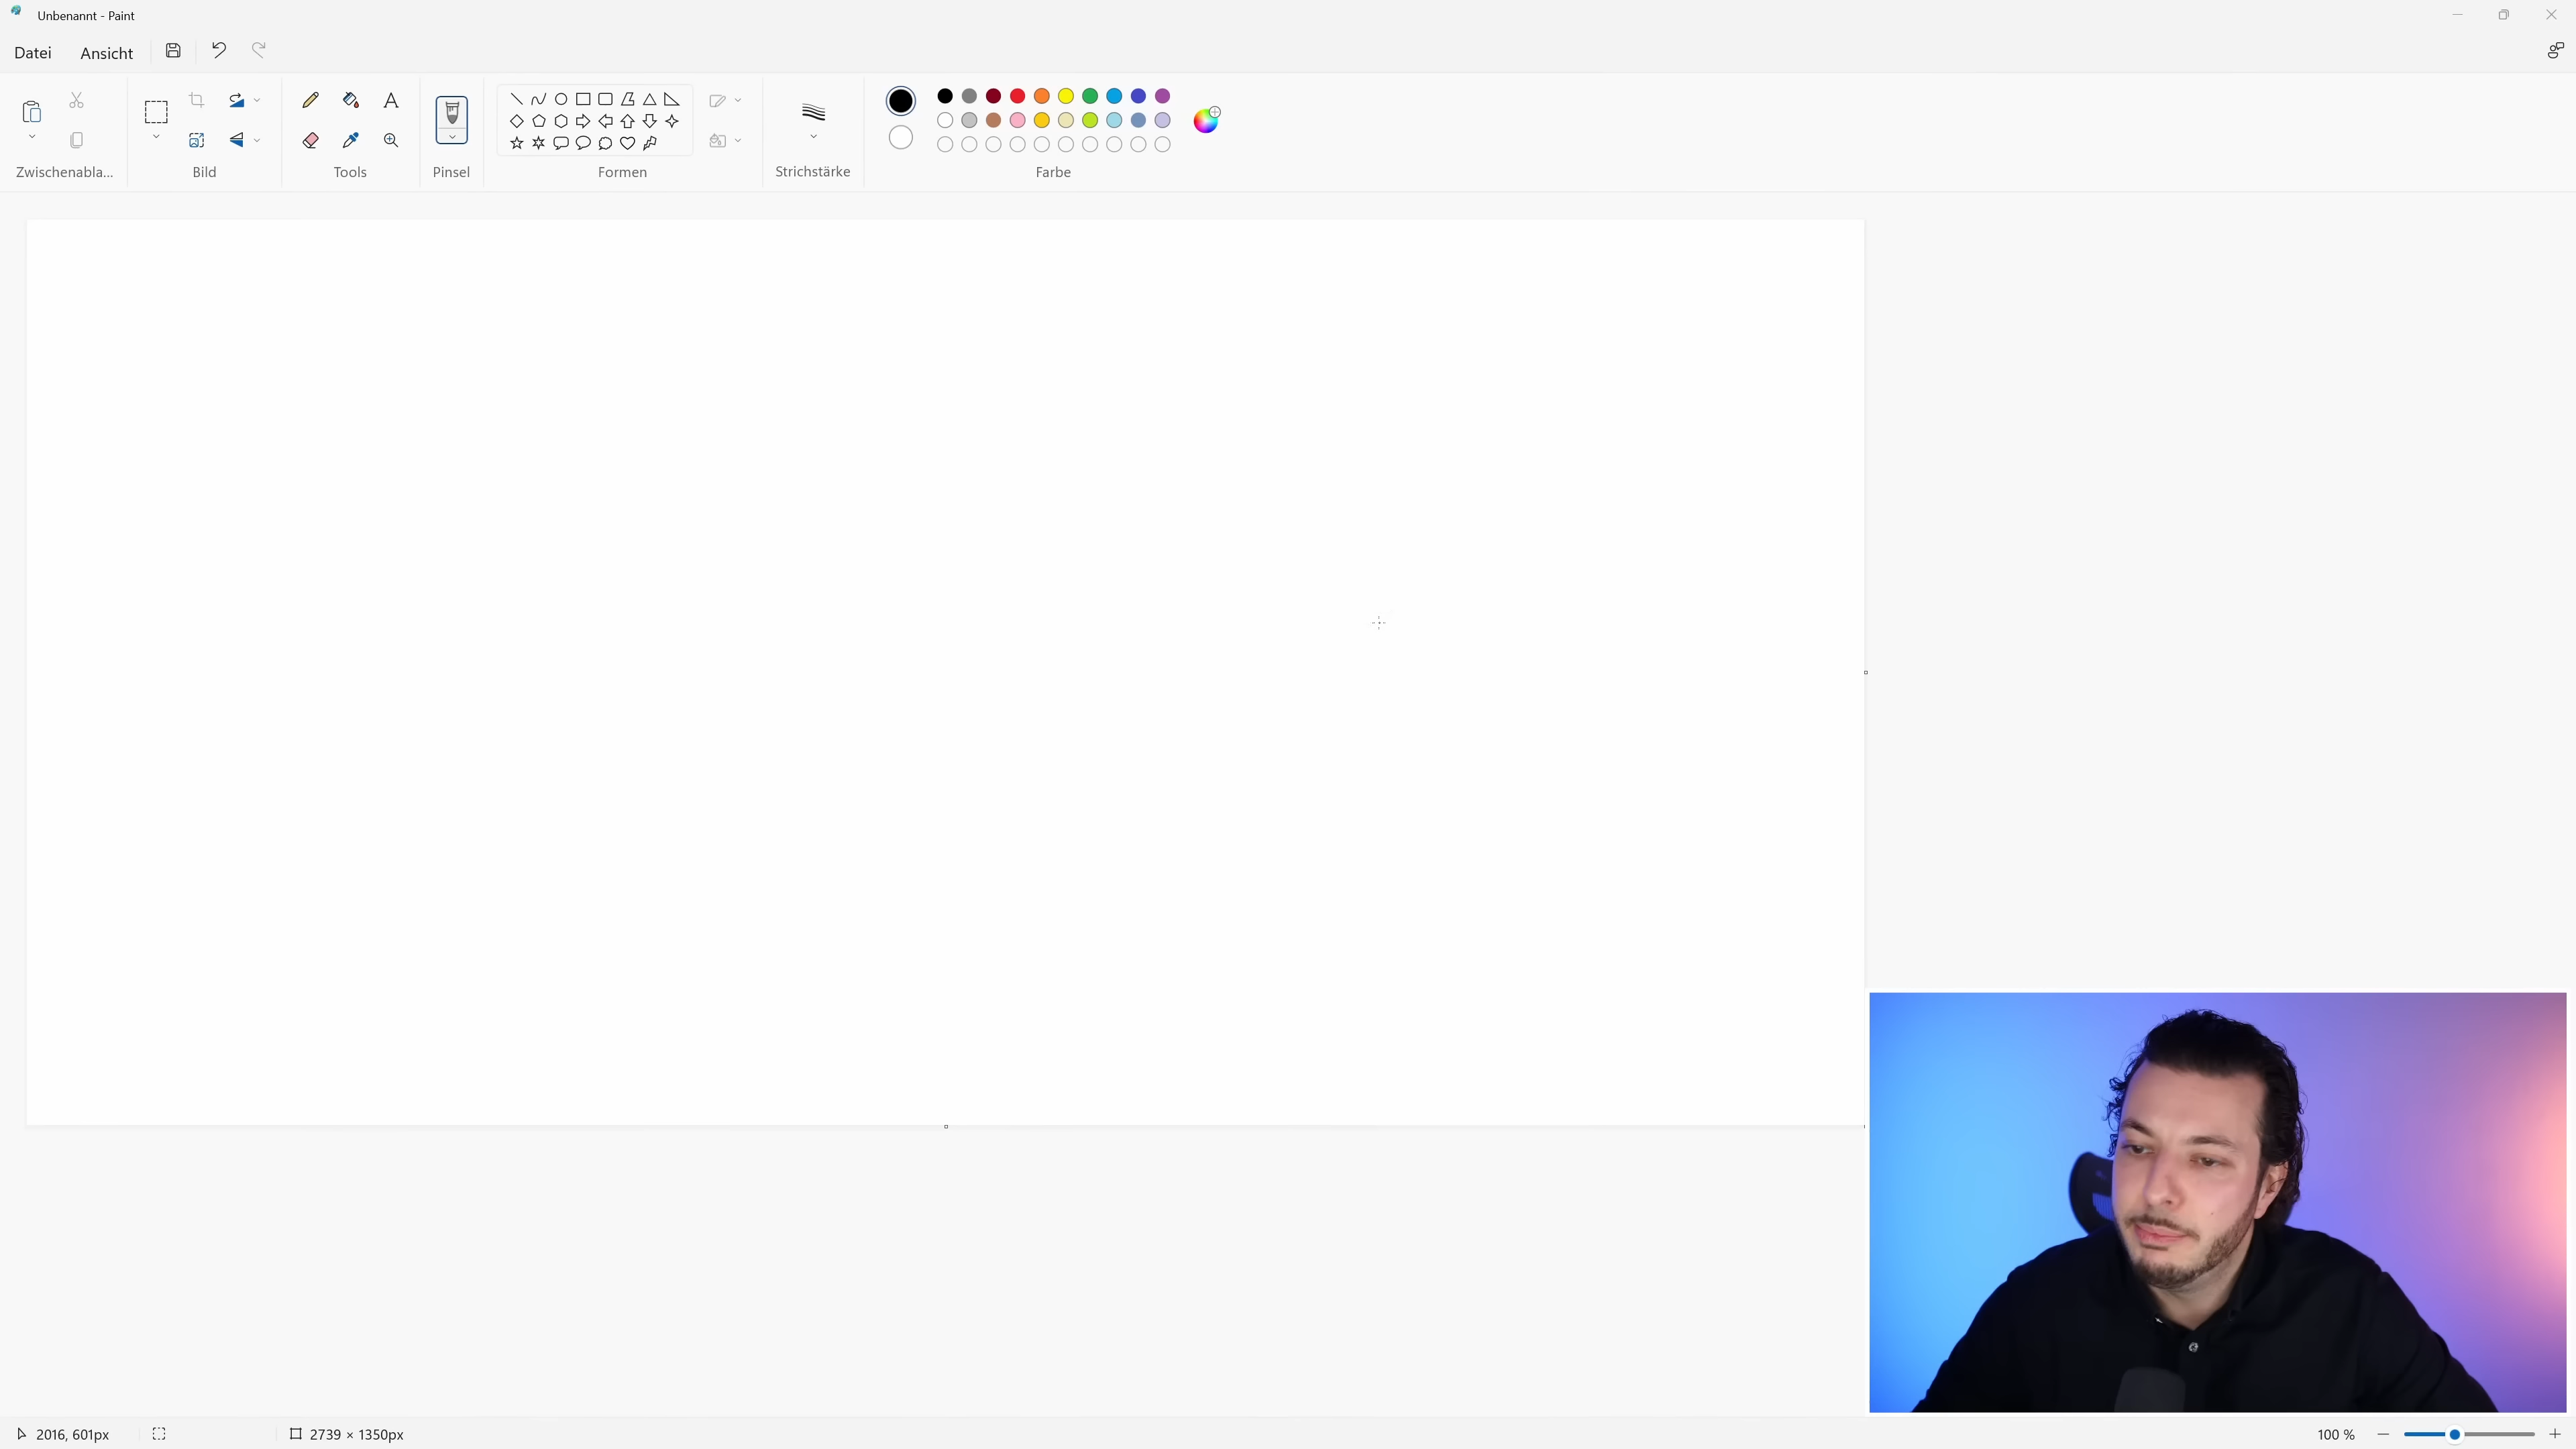 Unbenannt - Paint
Datei
Ansicht
Zwischenabla...
Bild
Tools
Pinsel
Formen
Strichstärke
Farbe
2016, 601px
2739 × 1350px
100 %